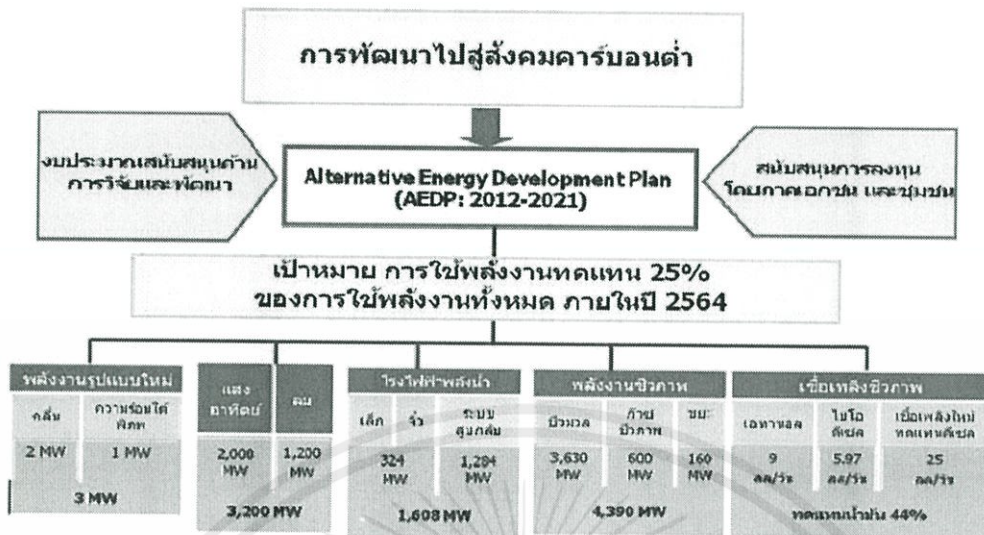 การพัฒนาไปสู่สังคมคาร์บอนต่ำ
งบประมาณสนับสนุนด้าน
การวิจัยและพัฒนา
Alternative Energy Development Plan
(AEDP: 2012-2021)
สนับสนุนการลงทุน
โดยภาคเอกชน และชุมชน
เป้าหมาย การใช้พลังงานทดแทน 25%
ของการใช้พลังงานทั้งหมด ภายในปี 2564
พลังงานรูปแบบใหม่
คลื่น
ความร้อนใต้
พิภพ
2 MW
1 MW
3 MW
แสง
อาทิตย์
ลม
2,000
MW
1,200
MW
3,200 MW
โรงไฟฟ้าพลังน้ำ
เล็ก
จิ๋ว
ระบบ
สูบกลับ
324
MW
1,284
MW
1,608 MW
พลังงานชีวภาพ
ชีวมวล
ก๊าซ
ชีวภาพ
ขยะ
3,630
MW
600
MW
160
MW
4,390 MW
เชื้อเพลิงชีวภาพ
เอทานอล
ไบโอ
ดีเซล
เชื้อเพลิงใหม่
ทดแทนดีเซล
9
ลล/วัน
5.97
ลล/วัน
25
ลล/วัน
ทดแทนน้ำมัน 44%